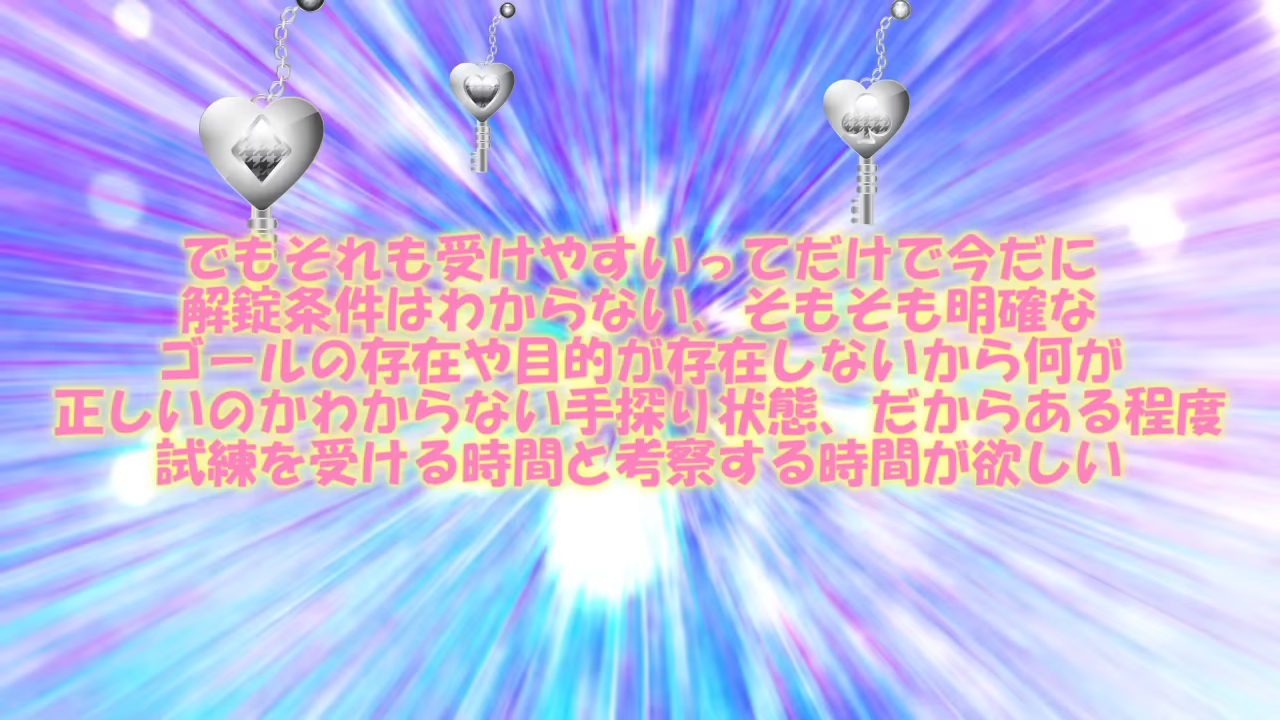 でもそれも受けやすいってだけで今だに
解錠条件はわからない、そもそも明確な
ゴールの存在や目的が存在しないから何が
正しいのかわからない手探り状態、だからある程度
試練を受ける時間と考察する時間が欲しい